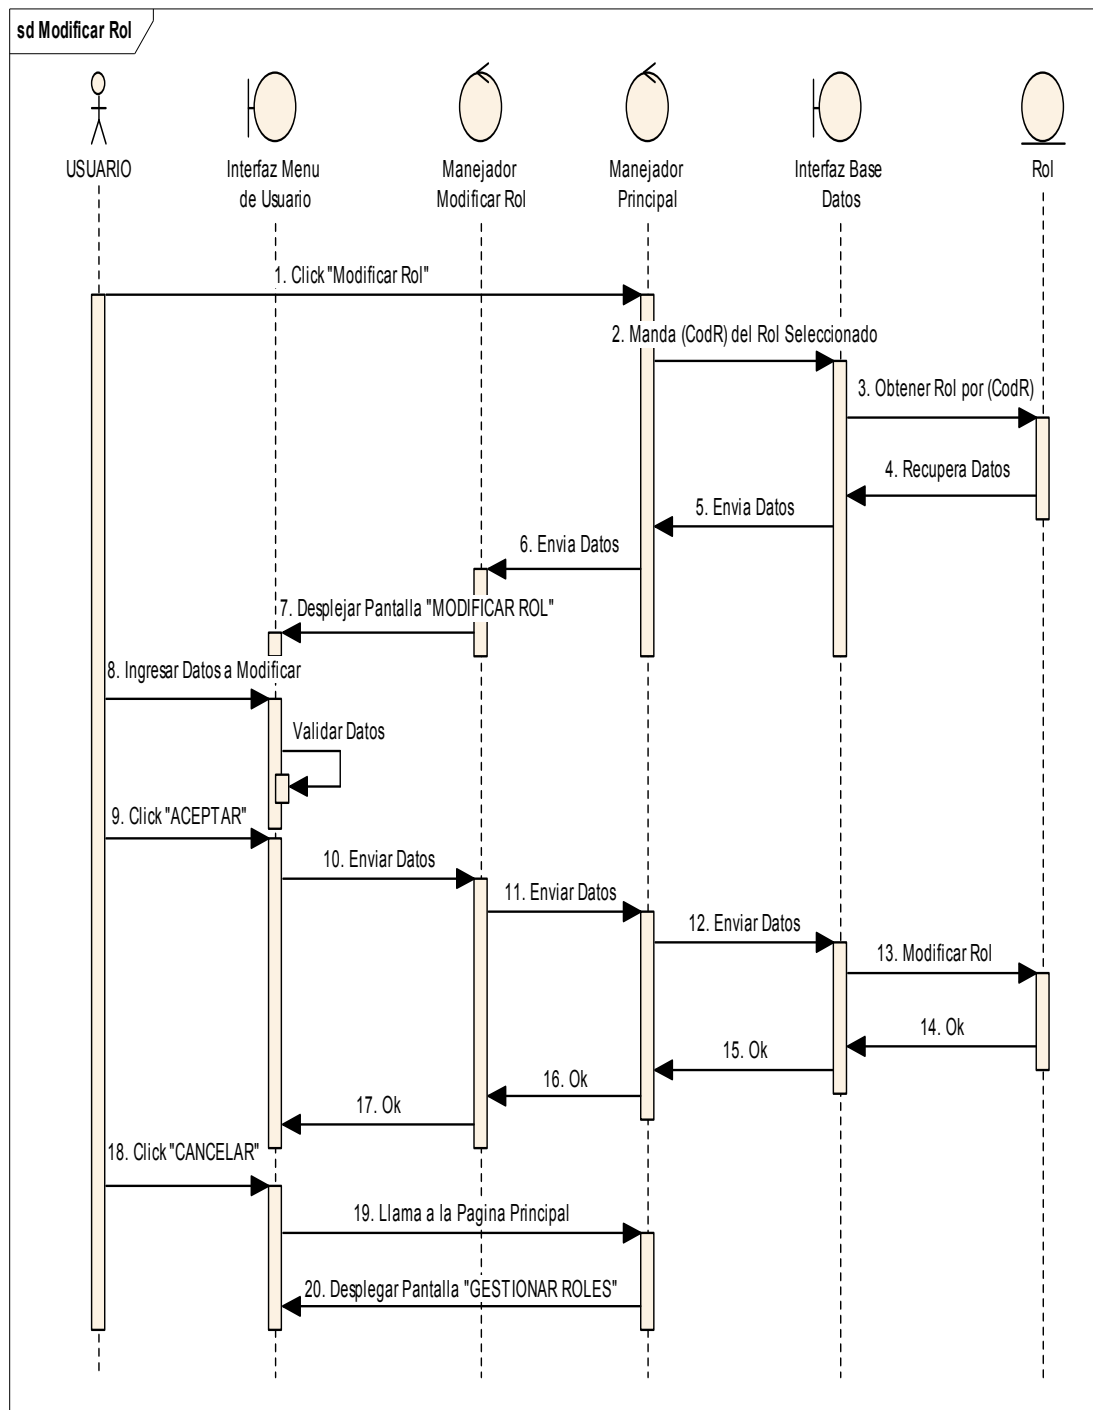 sd Modificar Rol
USUARIO
Interfaz Menu
de Usuario
Manejador
Modificar Rol
Manejador
Principal
Interfaz Base
Datos
Rol
1. Click "Modificar Rol"
2. Manda (CodR) del Rol Seleccionado
3. Obtener Rol por (CodR)
4. Recupera Datos
5. Envia Datos
6. Envia Datos
7. Desplejar Pantalla "MODIFICAR ROL"
8. Ingresar Datos a Modificar
Validar Datos
9. Click "ACEPTAR"
10. Enviar Datos
11. Enviar Datos
12. Enviar Datos
13. Modificar Rol
14. Ok
15. Ok
16. Ok
17. Ok
18. Click "CANCELAR"
19. Llama a la Pagina Principal
20. Desplegar Pantalla "GESTIONAR ROLES"